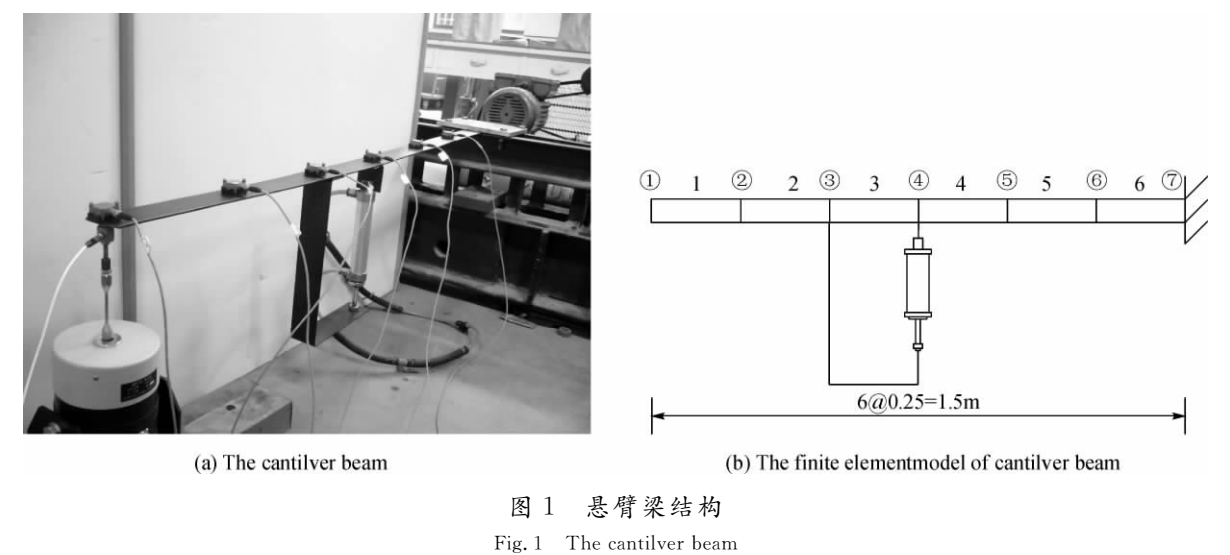 ① 1 ② 2 ③ 3 ④ 4 ⑤ 5 ⑥ 6 ⑦
6@0.25=1.5m
(a) The cantilver beam
(b) The finite elementmodel of cantilver beam
图 1 悬臂梁结构
Fig. 1 The cantilver beam